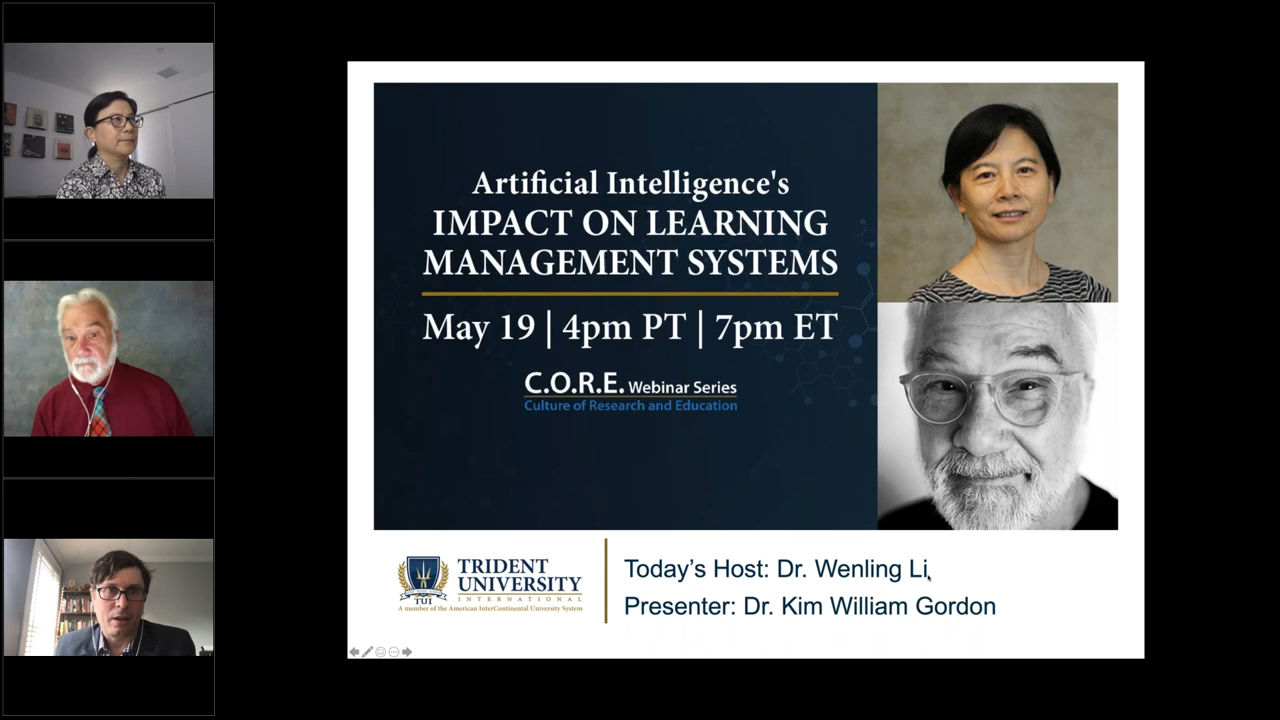 Artificial Intelligence's
IMPACT ON LEARNING
MANAGEMENT SYSTEMS
May 19 | 4pm PT | 7pm ET
C.O.R.E. Webinar Series
Culture of Research and Education
TRIDENT
UNIVERSITY
INTERNATIONAL
TUI
A member of the American InterContinental University System
Today's Host: Dr. Wenling Li
Presenter: Dr. Kim William Gordon